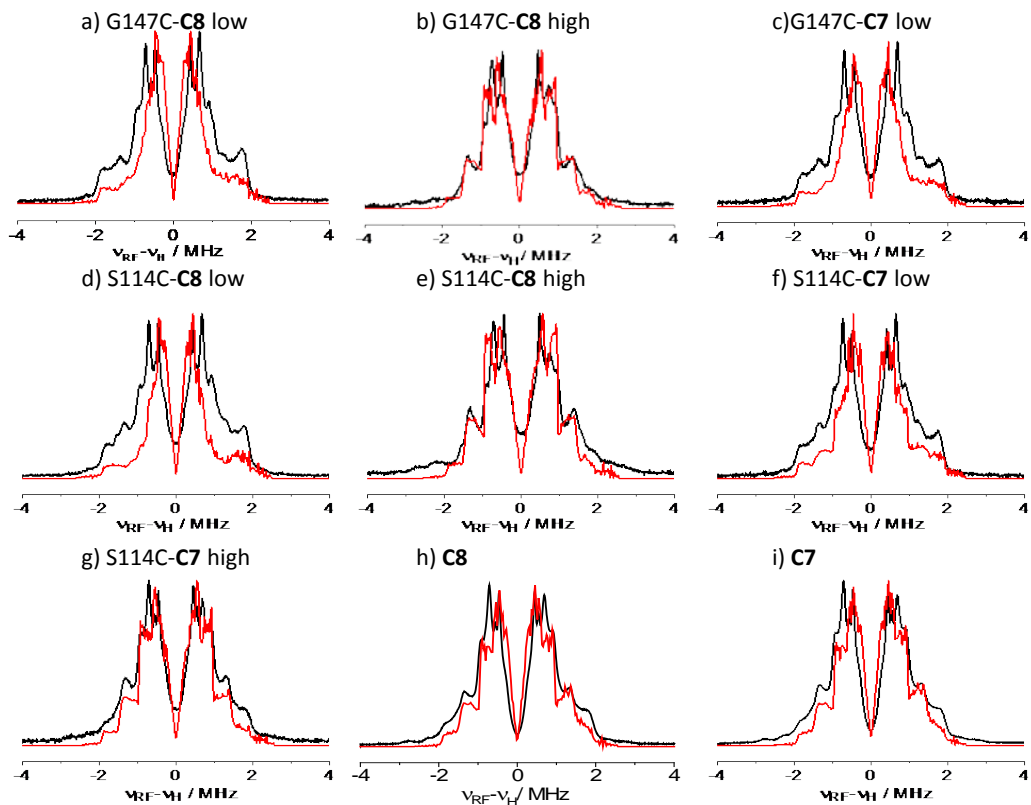 a) G147C-C8 low
b) G147C-C8 high
c)G147C-C7 low
-4 -2 0 2 4
νRF-νH / MHz
-4 -2 0 2 4
νRF-νH / MHz
-4 -2 0 2 4
νRF-νH / MHz
d) S114C-C8 low
e) S114C-C8 high
f) S114C-C7 low
-4 -2 0 2 4
νRF-νH / MHz
-4 -2 0 2 4
νRF-νH / MHz
-4 -2 0 2 4
νRF-νH / MHz
g) S114C-C7 high
h) C8
i) C7
-4 -2 0 2 4
νRF-νH / MHz
-4 -2 0 2 4
νRF-νH / MHz
-4 -2 0 2 4
νRF-νH / MHz